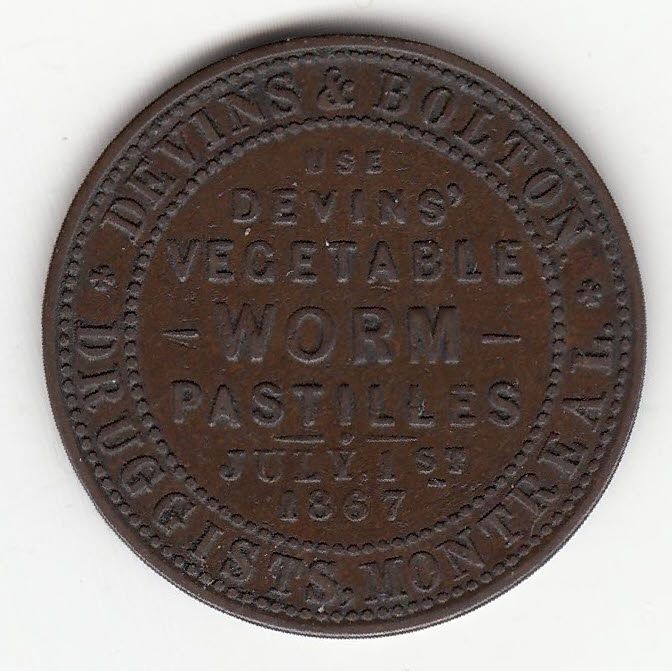 DEVINS & BOLTON.
DRUGGISTS, MONTREAL.
USE
DEVINS'
VEGETABLE
WORM
PASTILLES
JULY 1ST
1867